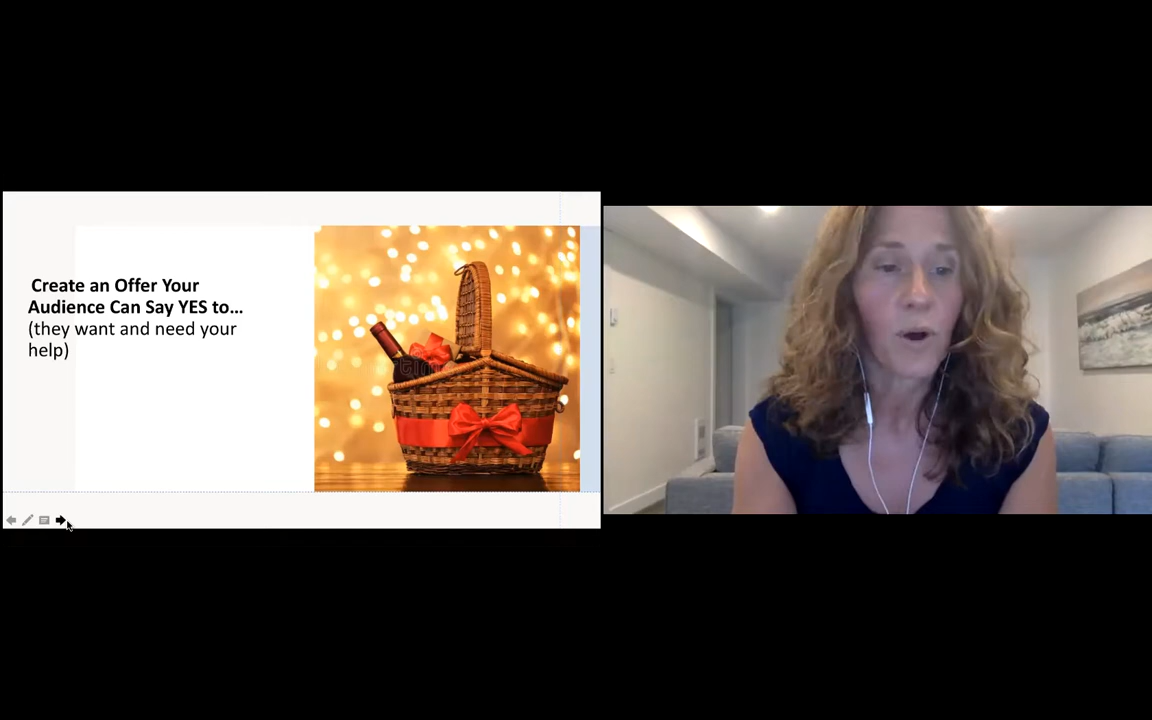 Create an Offer Your
Audience Can Say YES to...
(they want and need your
help)